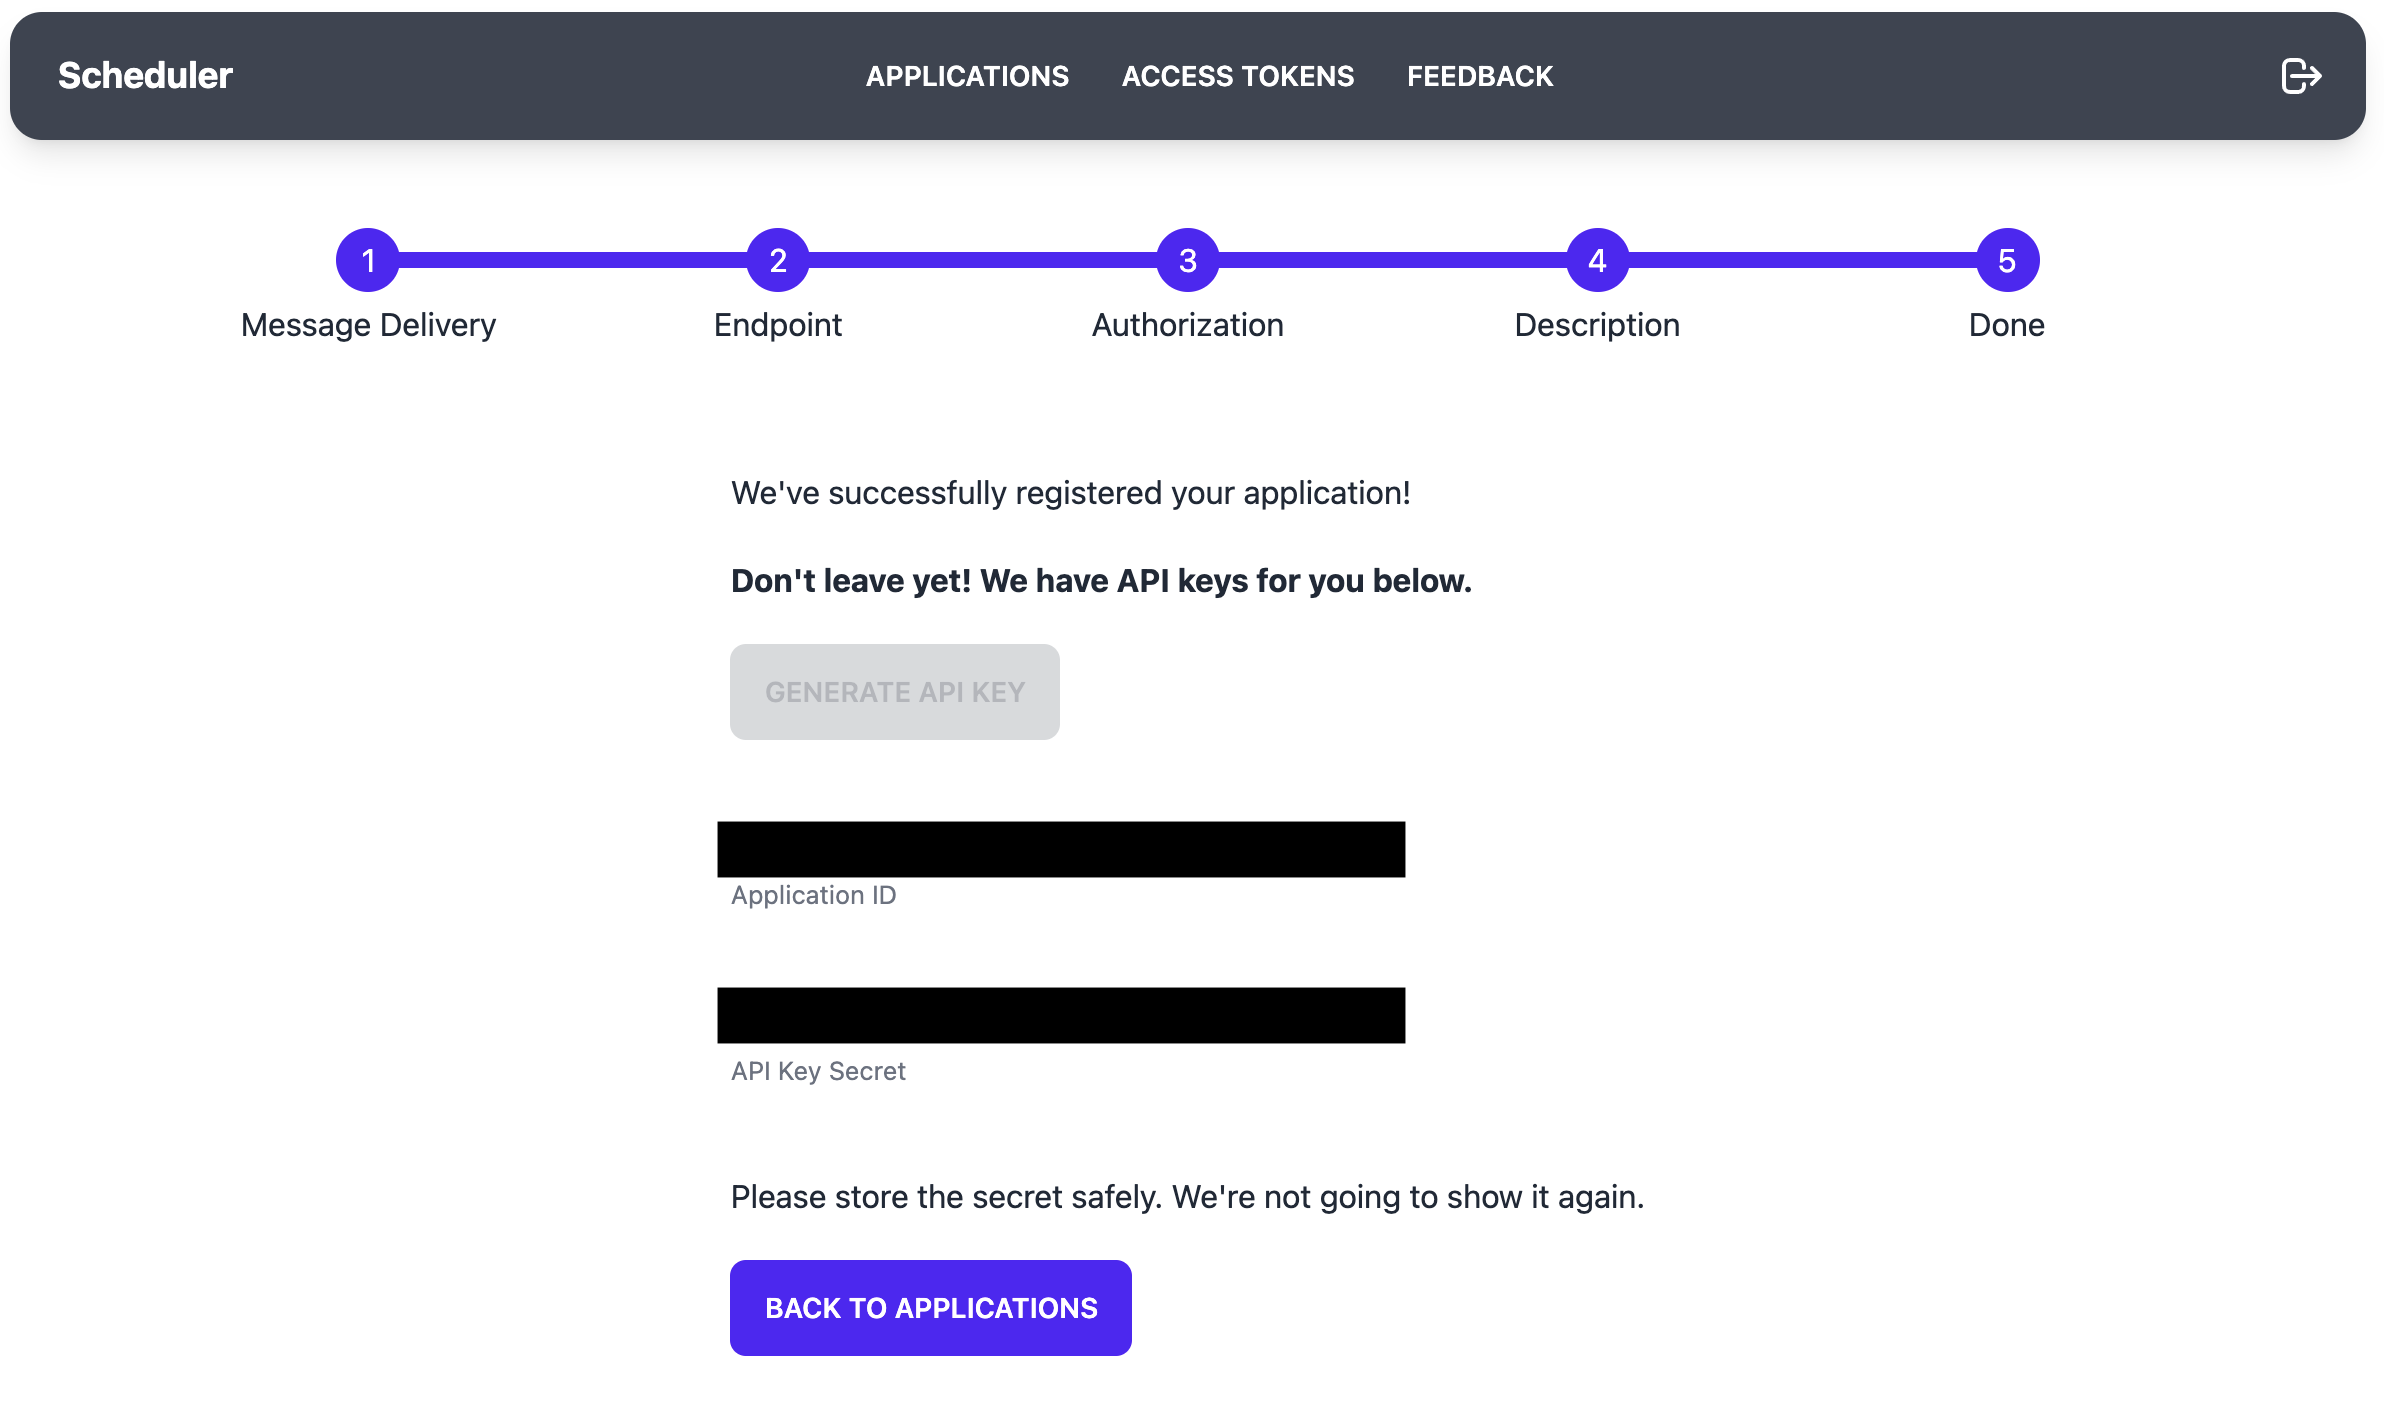 Scheduler
APPLICATIONS ACCESS TOKENS FEEDBACK
1 2 3 4 5
Message Delivery Endpoint Authorization Description Done
We've successfully registered your application!
Don't leave yet! We have API keys for you below.
GENERATE API KEY
Application ID
API Key Secret
Please store the secret safely. We're not going to show it again.
BACK TO APPLICATIONS